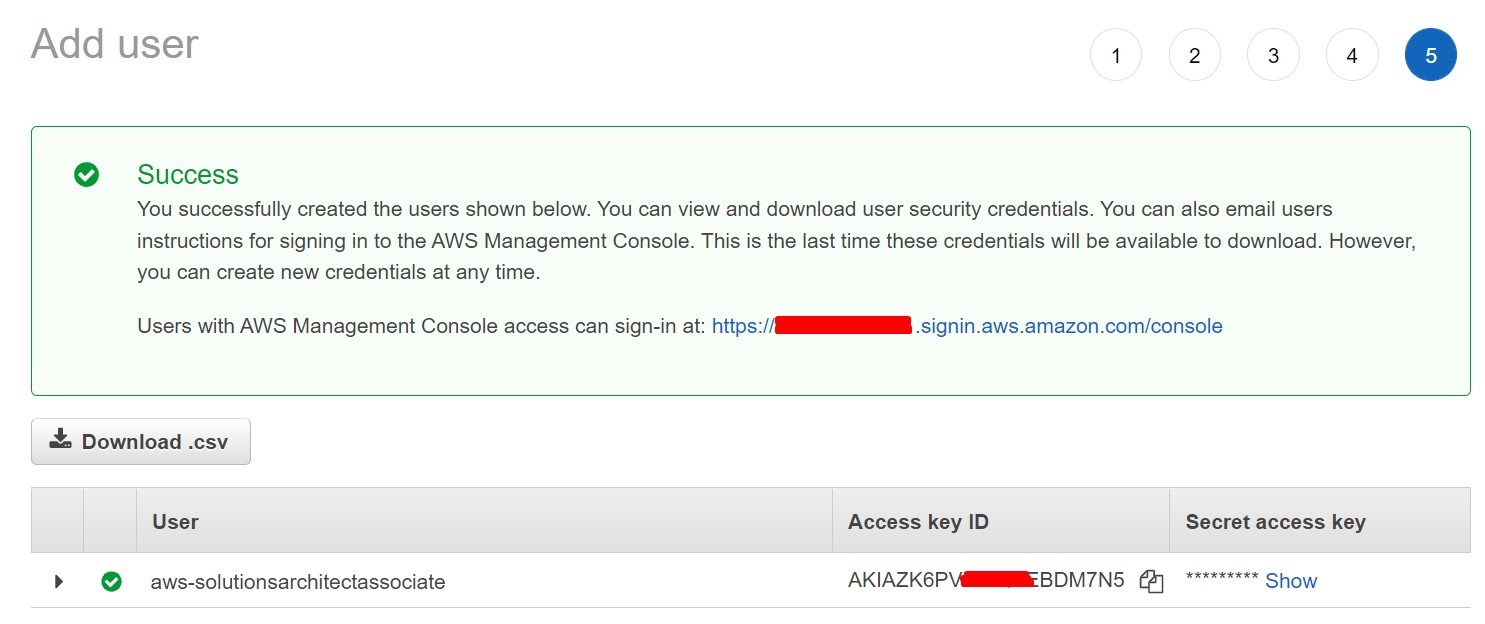 Add user
1 2 3 4 5
Success
You successfully created the users shown below. You can view and download user security credentials. You can also email users
instructions for signing in to the AWS Management Console. This is the last time these credentials will be available to download. However,
you can create new credentials at any time.
Users with AWS Management Console access can sign-in at: https:// .signin.aws.amazon.com/console
Download .csv
User Access key ID Secret access key
aws-solutionsarchitectassociate AKIAZK6PV EBDM7N5 ********* Show